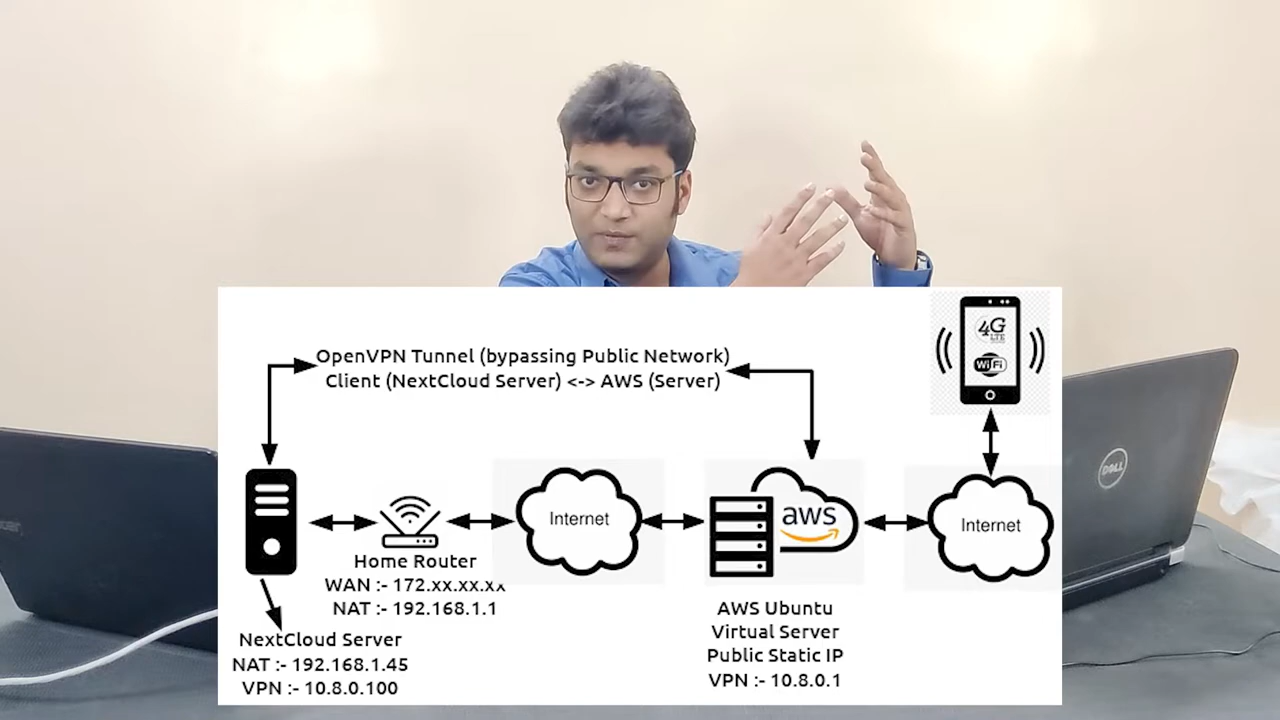 OpenVPN Tunnel (bypassing Public Network)
Client (NextCloud Server) <-> AWS (Server)
4G
LTE
WiFi
Internet
aws
Internet
Home Router
WAN :- 172.xx.xx.xx
NAT :- 192.168.1.1
NextCloud Server
NAT :- 192.168.1.45
VPN :- 10.8.0.100
AWS Ubuntu
Virtual Server
Public Static IP
VPN :- 10.8.0.1
DELL